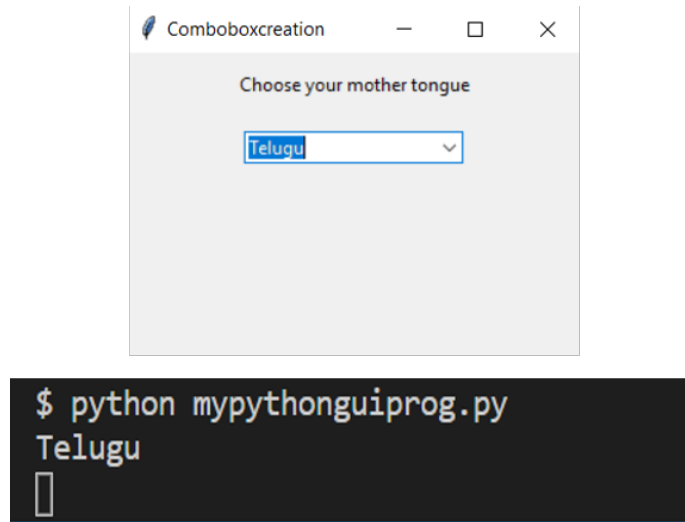 Comboboxcreation
Choose your mother tongue
Telugu
$ python mypythonguiprog.py
Telugu